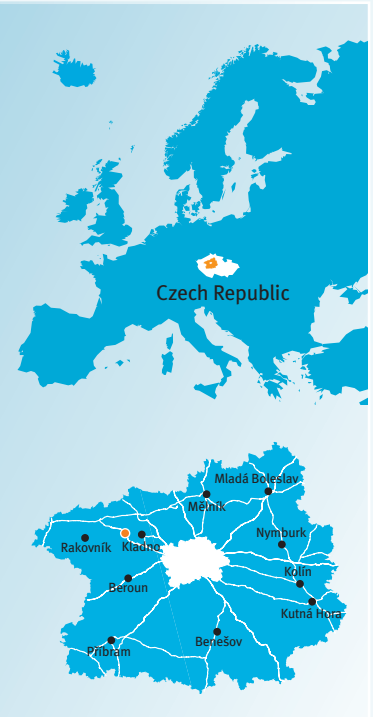 Czech Republic
Mladá Boleslav
Mělník
Nymburk
Rakovník
Kladno
Kolín
Beroun
Kutná Hora
Benešov
Příbram